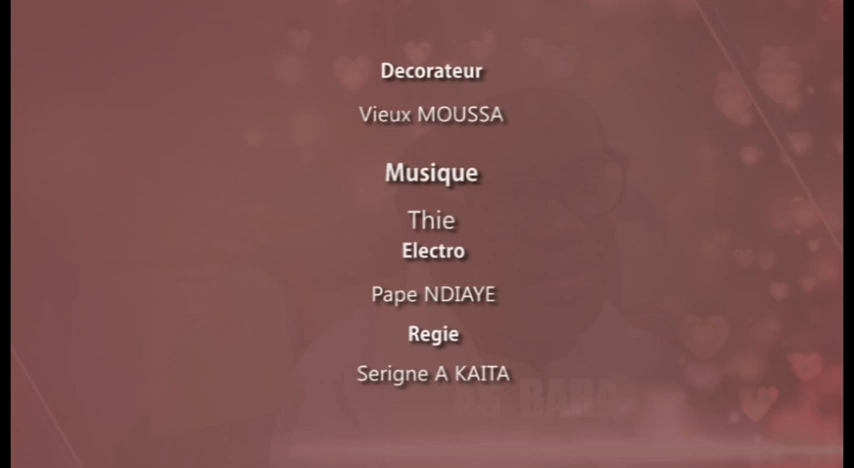 Decorateur
Vieux MOUSSA
Musique
Thie
Electro
Pape NDIAYE
Regie
Serigne A KAITA